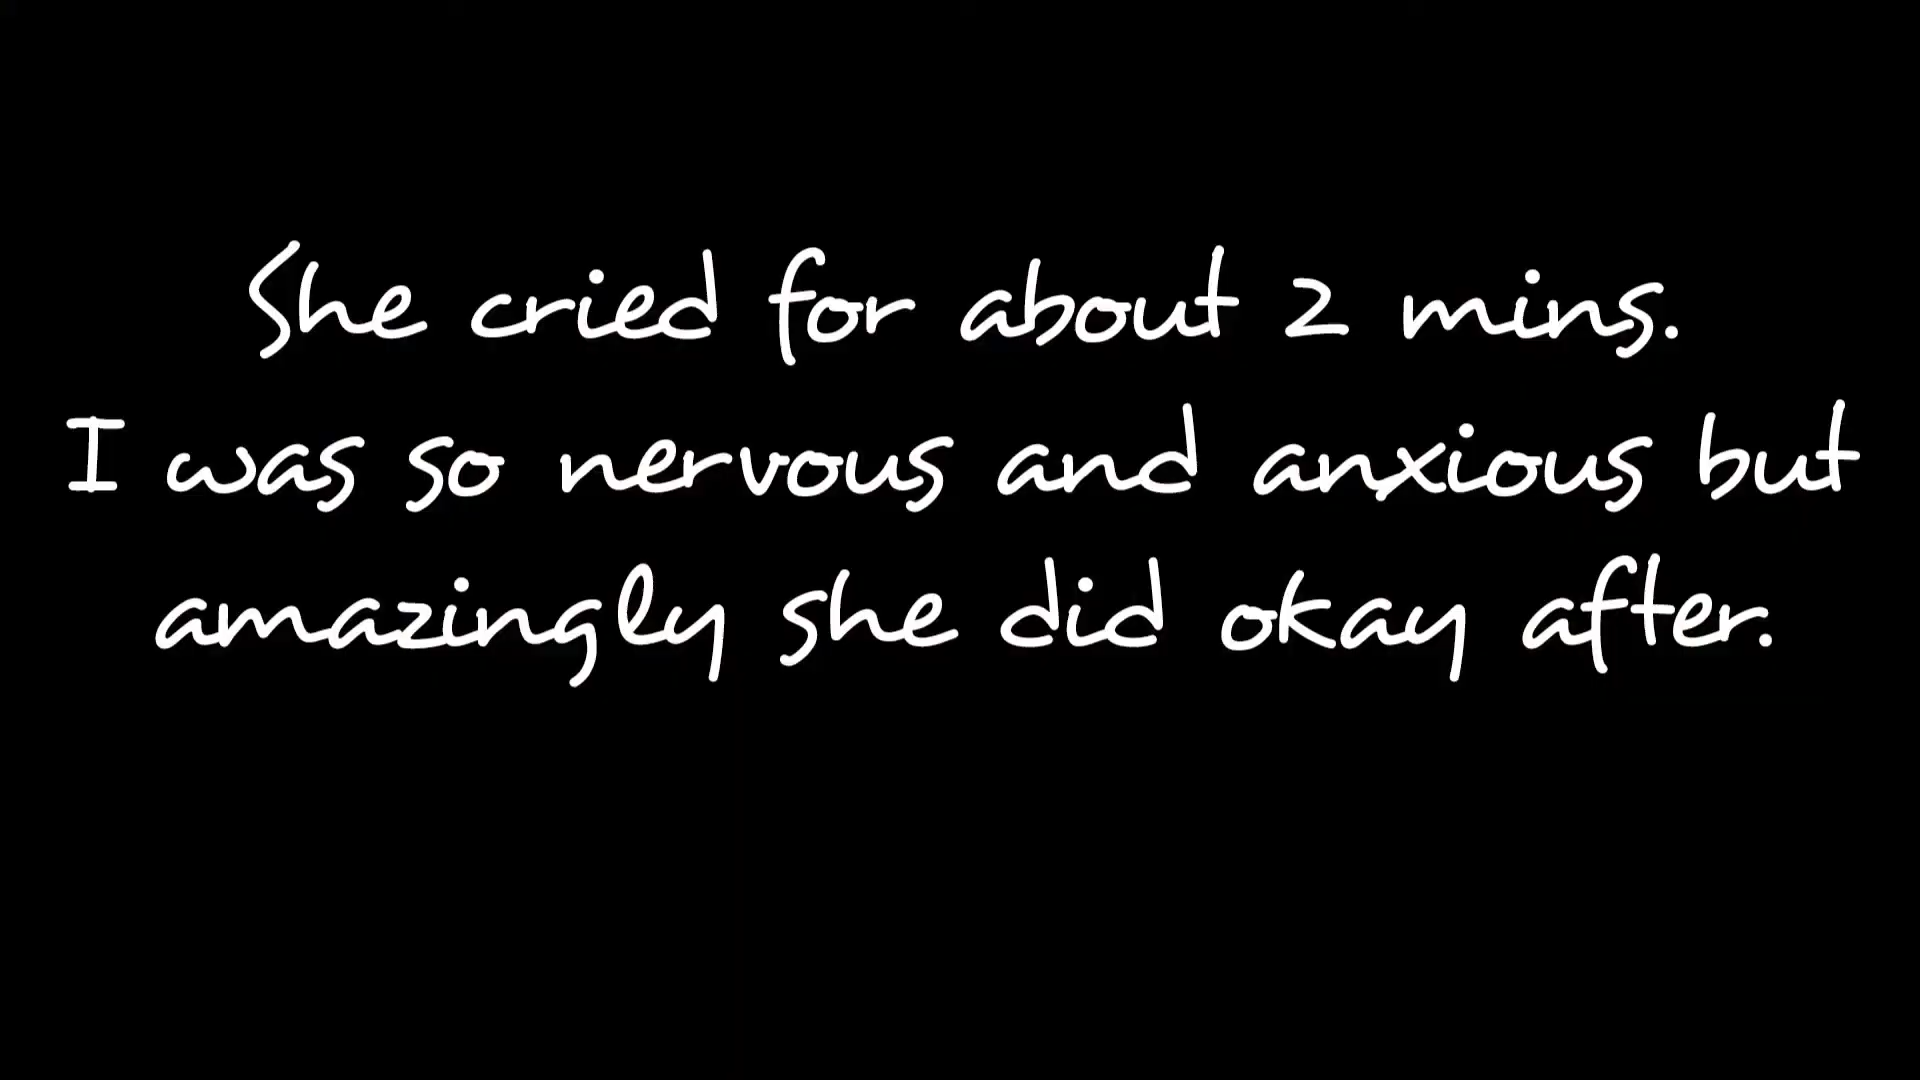 She cried for about 2 mins.
I was so nervous and anxious but
amazingly she did okay after.